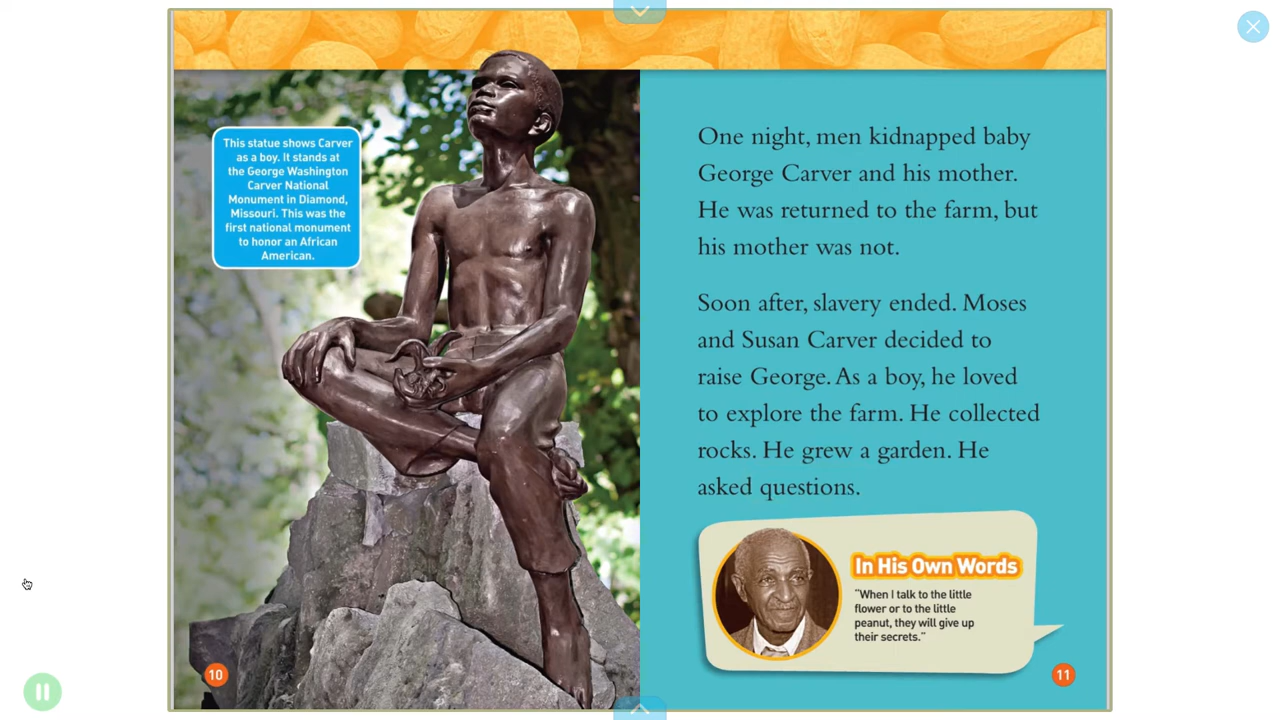 This statue shows Carver
as a boy. It stands at
the George Washington
Carver National
Monument in Diamond,
Missouri. This was the
first national monument
to honor an African
American.
10
One night, men kidnapped baby
George Carver and his mother.
He was returned to the farm, but
his mother was not.
Soon after, slavery ended. Moses
and Susan Carver decided to
raise George. As a boy, he loved
to explore the farm. He collected
rocks. He grew a garden. He
asked questions.
In His Own Words
“When I talk to the little
flower or to the little
peanut, they will give up
their secrets.”
11